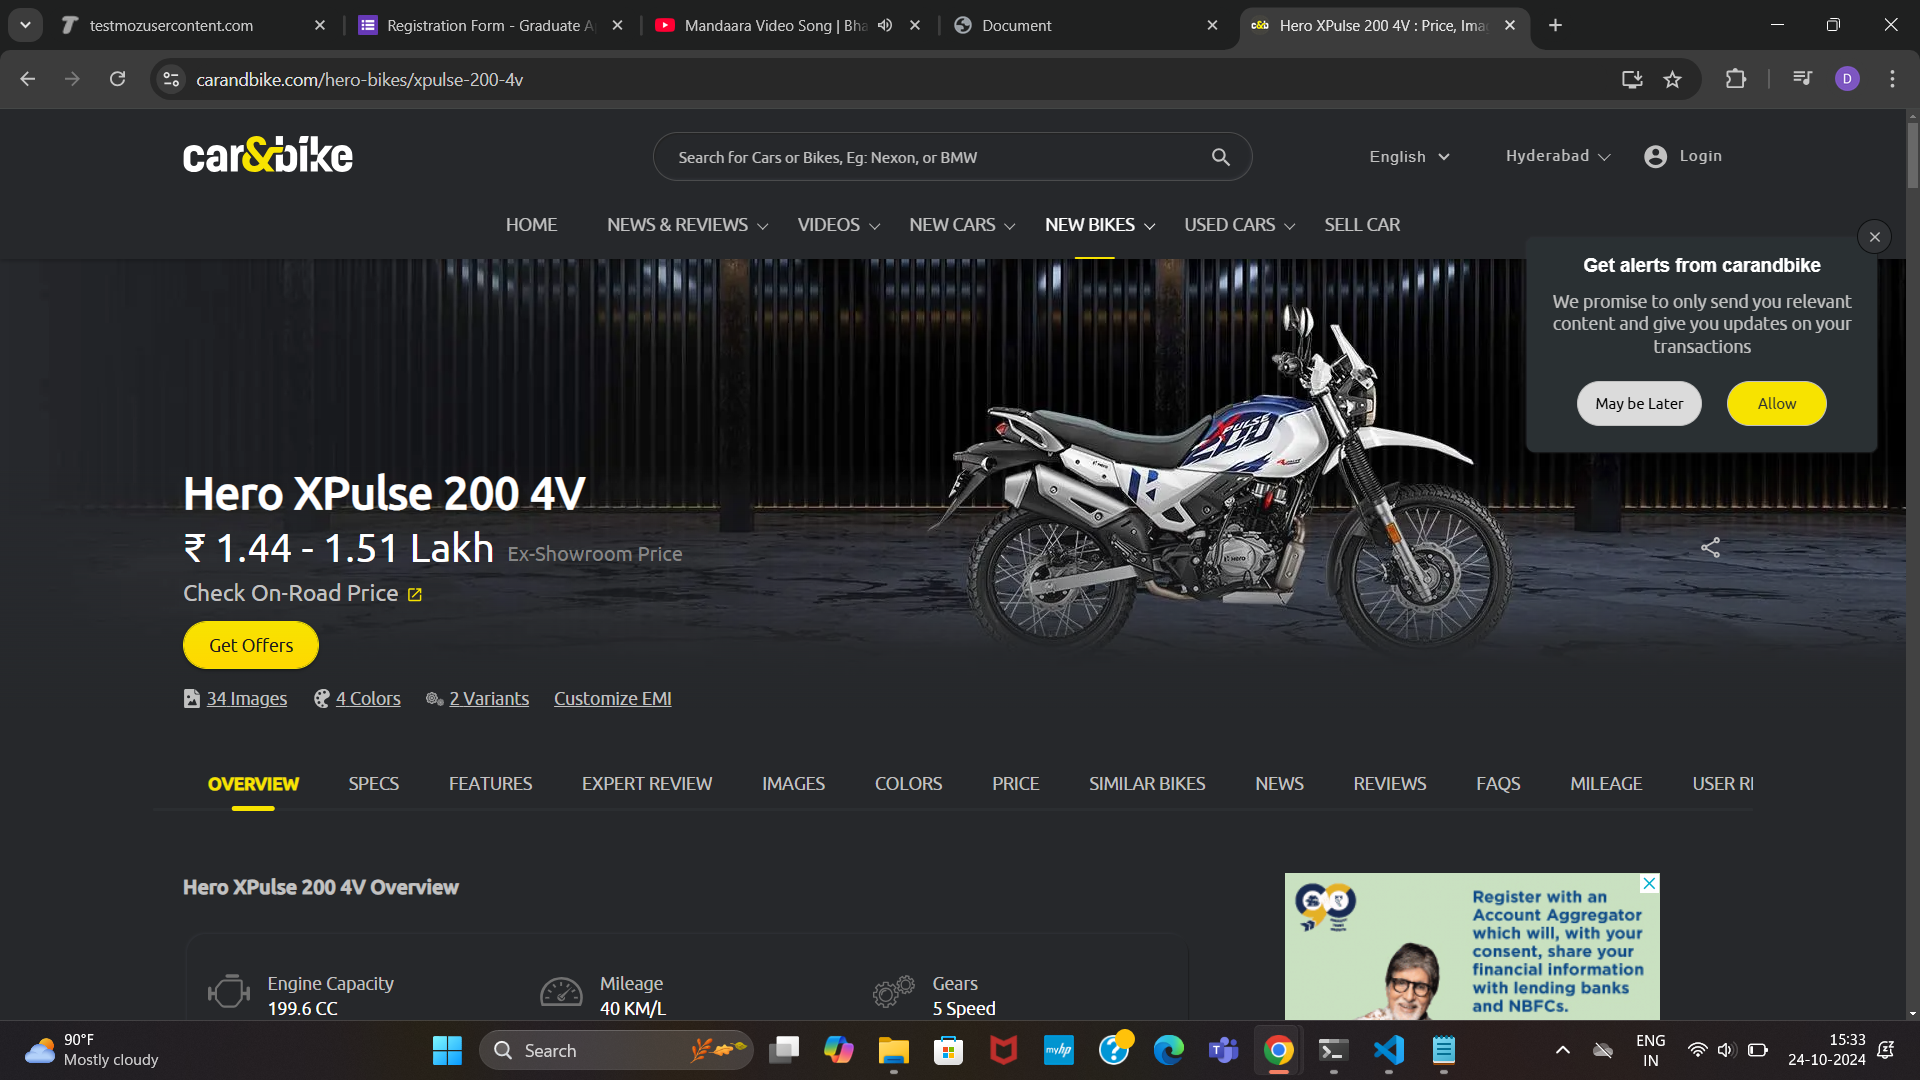 testmozusercontent.com
Registration Form - Graduate A
Mandaara Video Song | Bha
Document
c&b
Hero XPulse 200 4V : Price, Ima
carandbike.com/hero-bikes/xpulse-200-4v
D
car&bike
Search for Cars or Bikes, Eg: Nexon, or BMW
English
Hyderabad
Login
HOME
NEWS & REVIEWS
VIDEOS
NEW CARS
NEW BIKES
USED CARS
SELL CAR
Get alerts from carandbike
We promise to only send you relevant
content and give you updates on your
transactions
May be Later
Allow
XPULSE
Hero
Hero XPulse 200 4V
₹ 1.44 - 1.51 Lakh Ex-Showroom Price
Check On-Road Price
Get Offers
34 Images
4 Colors
2 Variants
Customize EMI
OVERVIEW
SPECS
FEATURES
EXPERT REVIEW
IMAGES
COLORS
PRICE
SIMILAR BIKES
NEWS
REVIEWS
FAQS
MILEAGE
USER RE
Hero XPulse 200 4V Overview
Engine Capacity
199.6 CC
Mileage
40 KM/L
Gears
5 Speed
Register with an
Account Aggregator
which will, with your
consent, share your
financial information
with lending banks
and NBFCs.
90°F
Mostly cloudy
Search
myhp
ENG
IN
15:33
24-10-2024